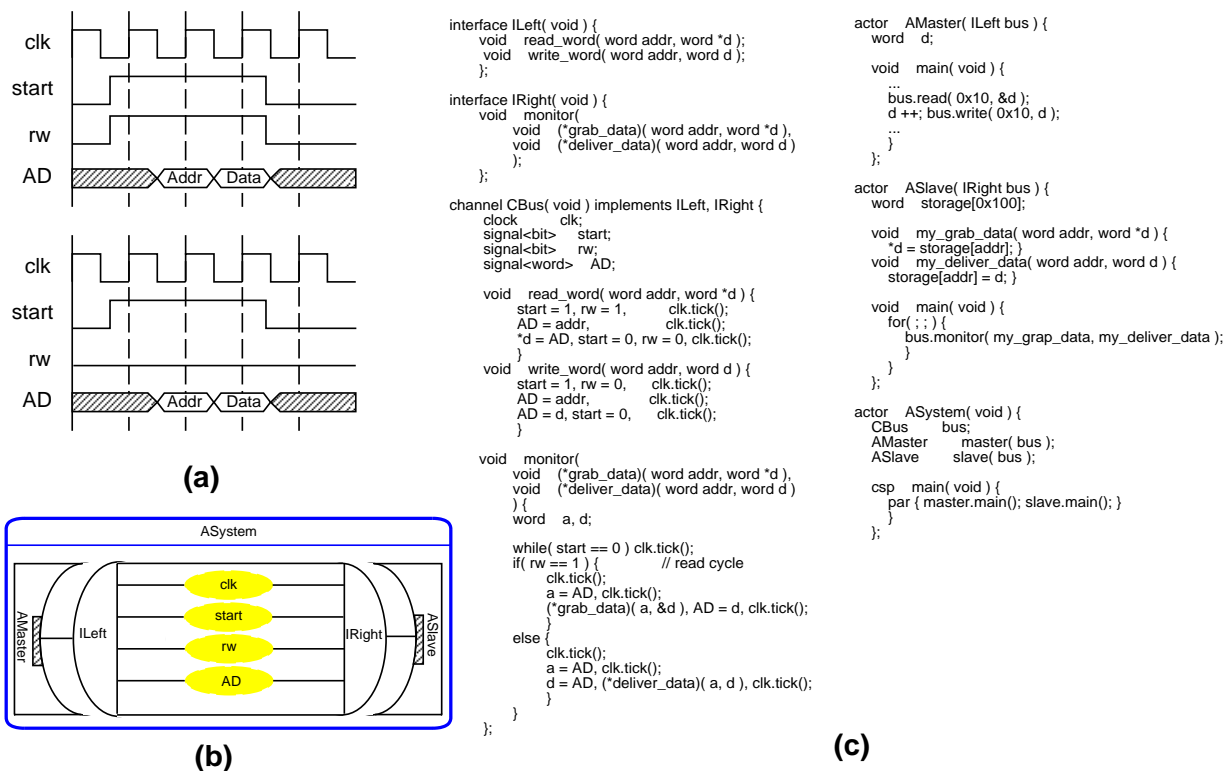 clk
start
rw
AD
Addr
Data
clk
start
rw
AD
Addr
Data
(a)
ASystem
AMaster
ILeft
clk
start
rw
AD
IRight
ASlave
(b)
interface ILeft( void ) {
void read_word( word addr, word *d );
void write_word( word addr, word d );
};
interface IRight( void ) {
void monitor(
void (*grab_data)( word addr, word *d ),
void (*deliver_data)( word addr, word d )
);
};
channel CBus( void ) implements ILeft, IRight {
clock clk;
signal<bit> start;
signal<bit> rw;
signal<word> AD;
void read_word( word addr, word *d ) {
start = 1, rw = 1, clk.tick();
AD = addr, clk.tick();
*d = AD, start = 0, rw = 0, clk.tick();
}
void write_word( word addr, word d ) {
start = 1, rw = 0, clk.tick();
AD = addr, clk.tick();
AD = d, start = 0, clk.tick();
}
void monitor(
void (*grab_data)( word addr, word *d ),
void (*deliver_data)( word addr, word d )
) {
word a, d;
while( start == 0 ) clk.tick();
if( rw == 1 ) { // read cycle
clk.tick();
a = AD, clk.tick();
(*grab_data)( a, &d ), AD = d, clk.tick();
}
else {
clk.tick();
a = AD, clk.tick();
d = AD, (*deliver_data)( a, d ), clk.tick();
}
}
};
actor AMaster( ILeft bus ) {
word d;
void main( void ) {
...
bus.read( 0x10, &d );
d ++; bus.write( 0x10, d );
...
}
};
actor ASlave( IRight bus ) {
word storage[0x100];
void my_grab_data( word addr, word *d ) {
*d = storage[addr]; }
void my_deliver_data( word addr, word d ) {
storage[addr] = d; }
void main( void ) {
for( ; ; ) {
bus.monitor( my_grap_data, my_deliver_data );
}
}
};
actor ASystem( void ) {
CBus bus;
AMaster master( bus );
ASlave slave( bus );
csp main( void ) {
par { master.main(); slave.main(); }
}
};
(c)